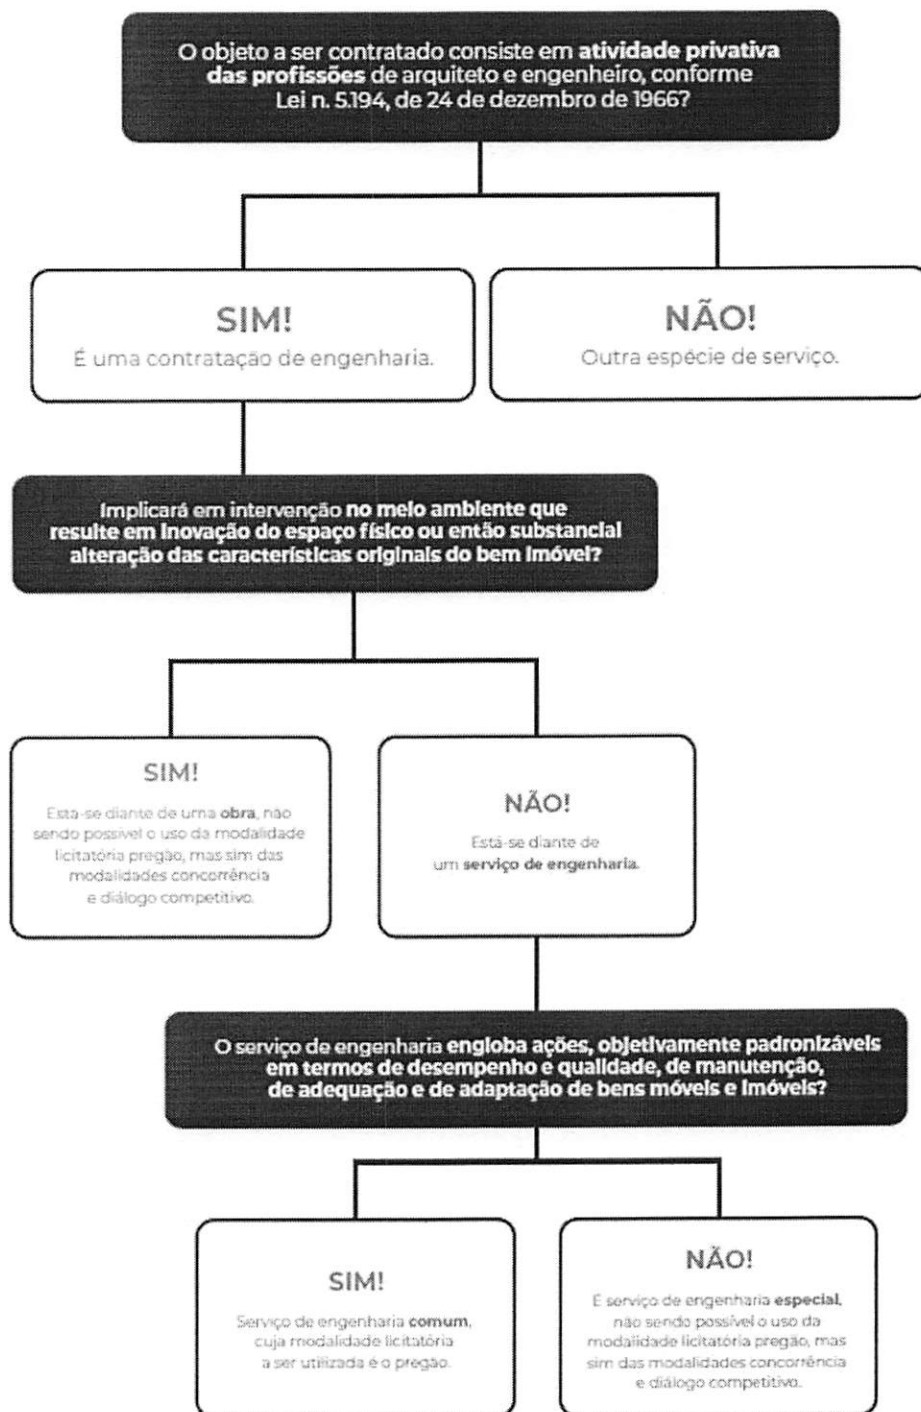 O objeto a ser contratado consiste em atividade privativa
das profissões de arquiteto e engenheiro, conforme
Lei n. 5.194, de 24 de dezembro de 1966?
SIM!
É uma contratação de engenharia.
NÃO!
Outra espécie de serviço.
Implicará em intervenção no meio ambiente que
resulte em inovação do espaço físico ou então substancial
alteração das características originais do bem imóvel?
SIM!
Está-se diante de uma obra, não
sendo possível o uso da modalidade
licitatória pregão, mas sim das
modalidades concorrência
e diálogo competitivo.
NÃO!
Está-se diante de
um serviço de engenharia.
O serviço de engenharia engloba ações, objetivamente padronizáveis
em termos de desempenho e qualidade, de manutenção,
de adequação e de adaptação de bens móveis e imóveis?
SIM!
Serviço de engenharia comum,
cuja modalidade licitatória
a ser utilizada é o pregão.
NÃO!
É serviço de engenharia especial,
não sendo possível o uso da
modalidade licitatória pregão, mas
sim das modalidades concorrência
e diálogo competitivo.